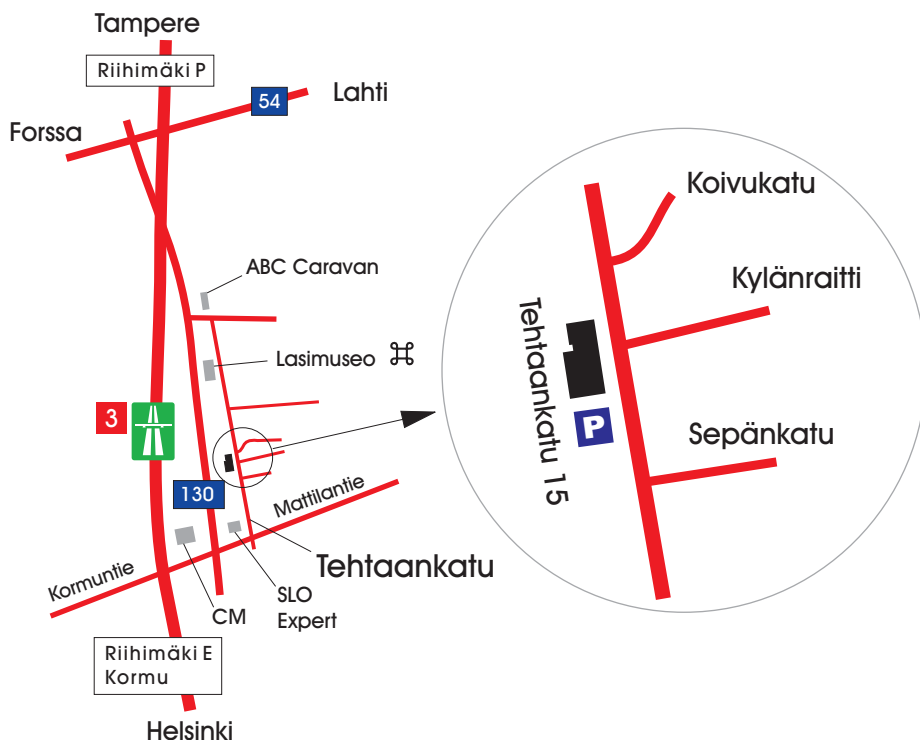 Tampere
Riihimäki P
54
Lahti
Forssa
ABC Caravan
Lasimuseo ⌘
3
130
Mattilantie
Kormuntie
Tehtaankatu
CM
SLO
Expert
Riihimäki E
Kormu
Helsinki
Koivukatu
Kylänraitti
Tehtaankatu 15
P
Sepänkatu